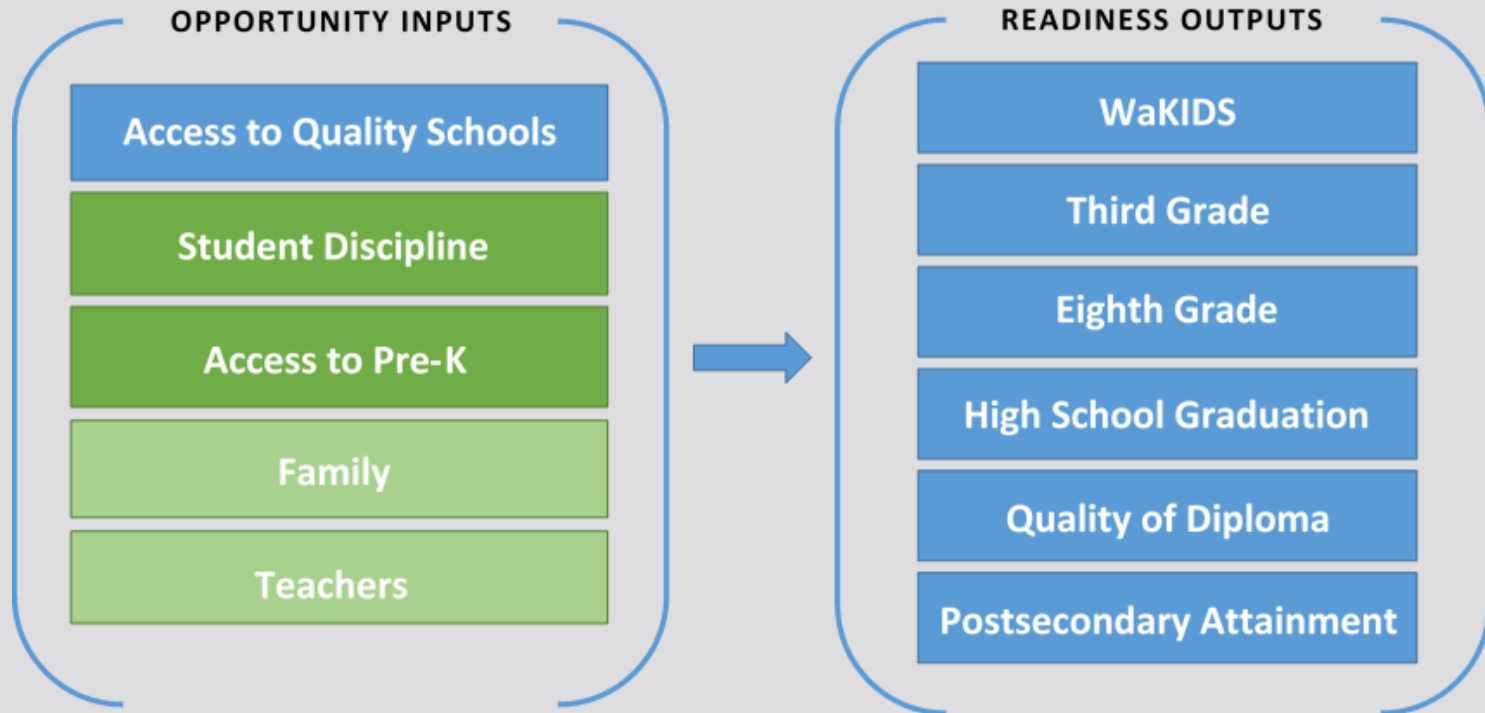 OPPORTUNITY INPUTS
Access to Quality Schools
Student Discipline
Access to Pre-K
Family
Teachers
READINESS OUTPUTS
WaKIDS
Third Grade
Eighth Grade
High School Graduation
Quality of Diploma
Postsecondary Attainment